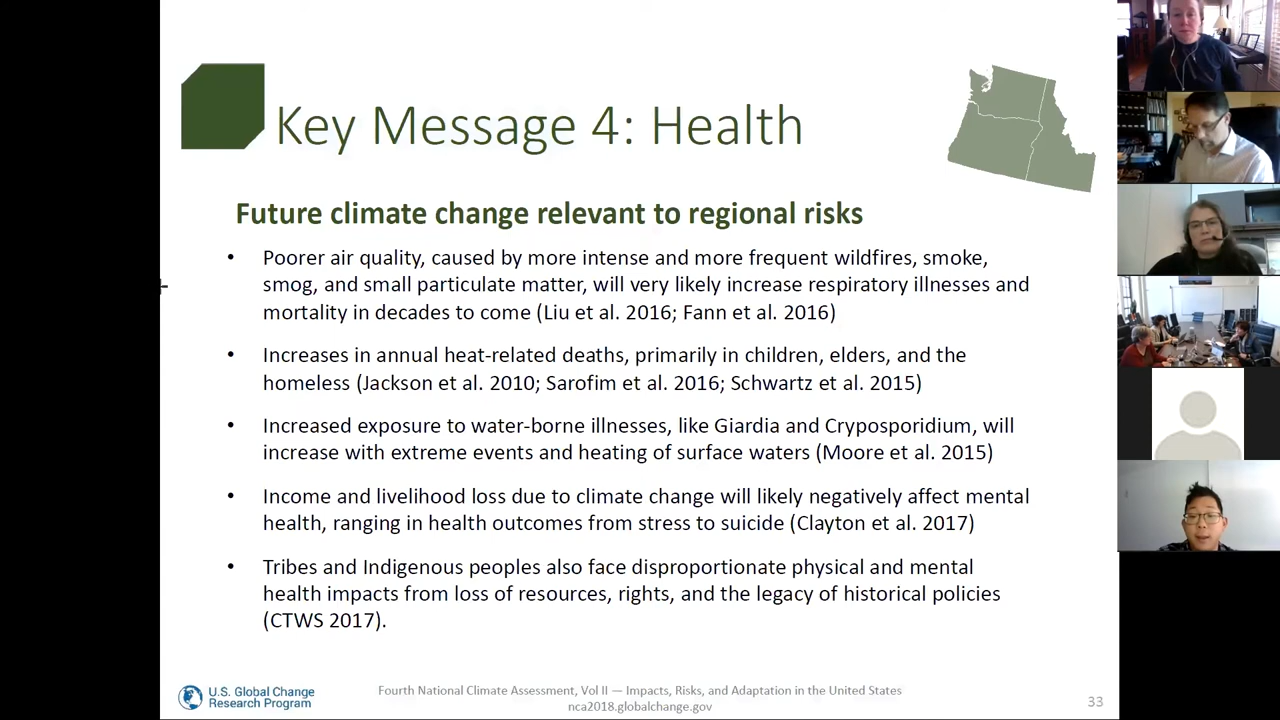 Key Message 4: Health
Future climate change relevant to regional risks
• Poorer air quality, caused by more intense and more frequent wildfires, smoke,
smog, and small particulate matter, will very likely increase respiratory illnesses and
mortality in decades to come (Liu et al. 2016; Fann et al. 2016)
• Increases in annual heat-related deaths, primarily in children, elders, and the
homeless (Jackson et al. 2010; Sarofim et al. 2016; Schwartz et al. 2015)
• Increased exposure to water-borne illnesses, like Giardia and Cryposporidium, will
increase with extreme events and heating of surface waters (Moore et al. 2015)
• Income and livelihood loss due to climate change will likely negatively affect mental
health, ranging in health outcomes from stress to suicide (Clayton et al. 2017)
• Tribes and Indigenous peoples also face disproportionate physical and mental
health impacts from loss of resources, rights, and the legacy of historical policies
(CTWS 2017).
U.S. Global Change
Research Program
Fourth National Climate Assessment, Vol II — Impacts, Risks, and Adaptation in the United States
nca2018.globalchange.gov
33